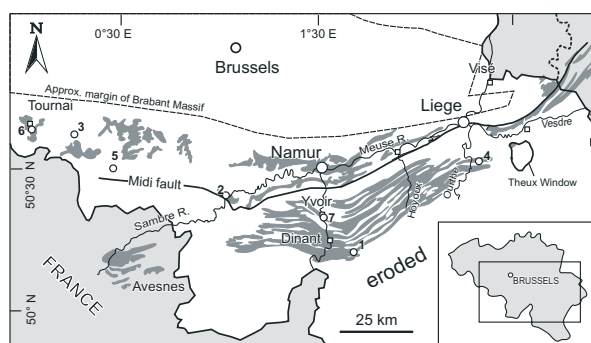 0°30
1°30
N
Brussels
Visé
Approx. margin of Brabant Massif
Tournai
Liege
6
3
Meuse R.
Vesdre
Namur
5
4
50°30
Midi fault
2
Theux Window
Hoyoux
Ourthe
Yvoir
7
Sambre R.
Dinant
1
eroded
FRANCE
Avesnes
BRUSSELS
50° N
25 km